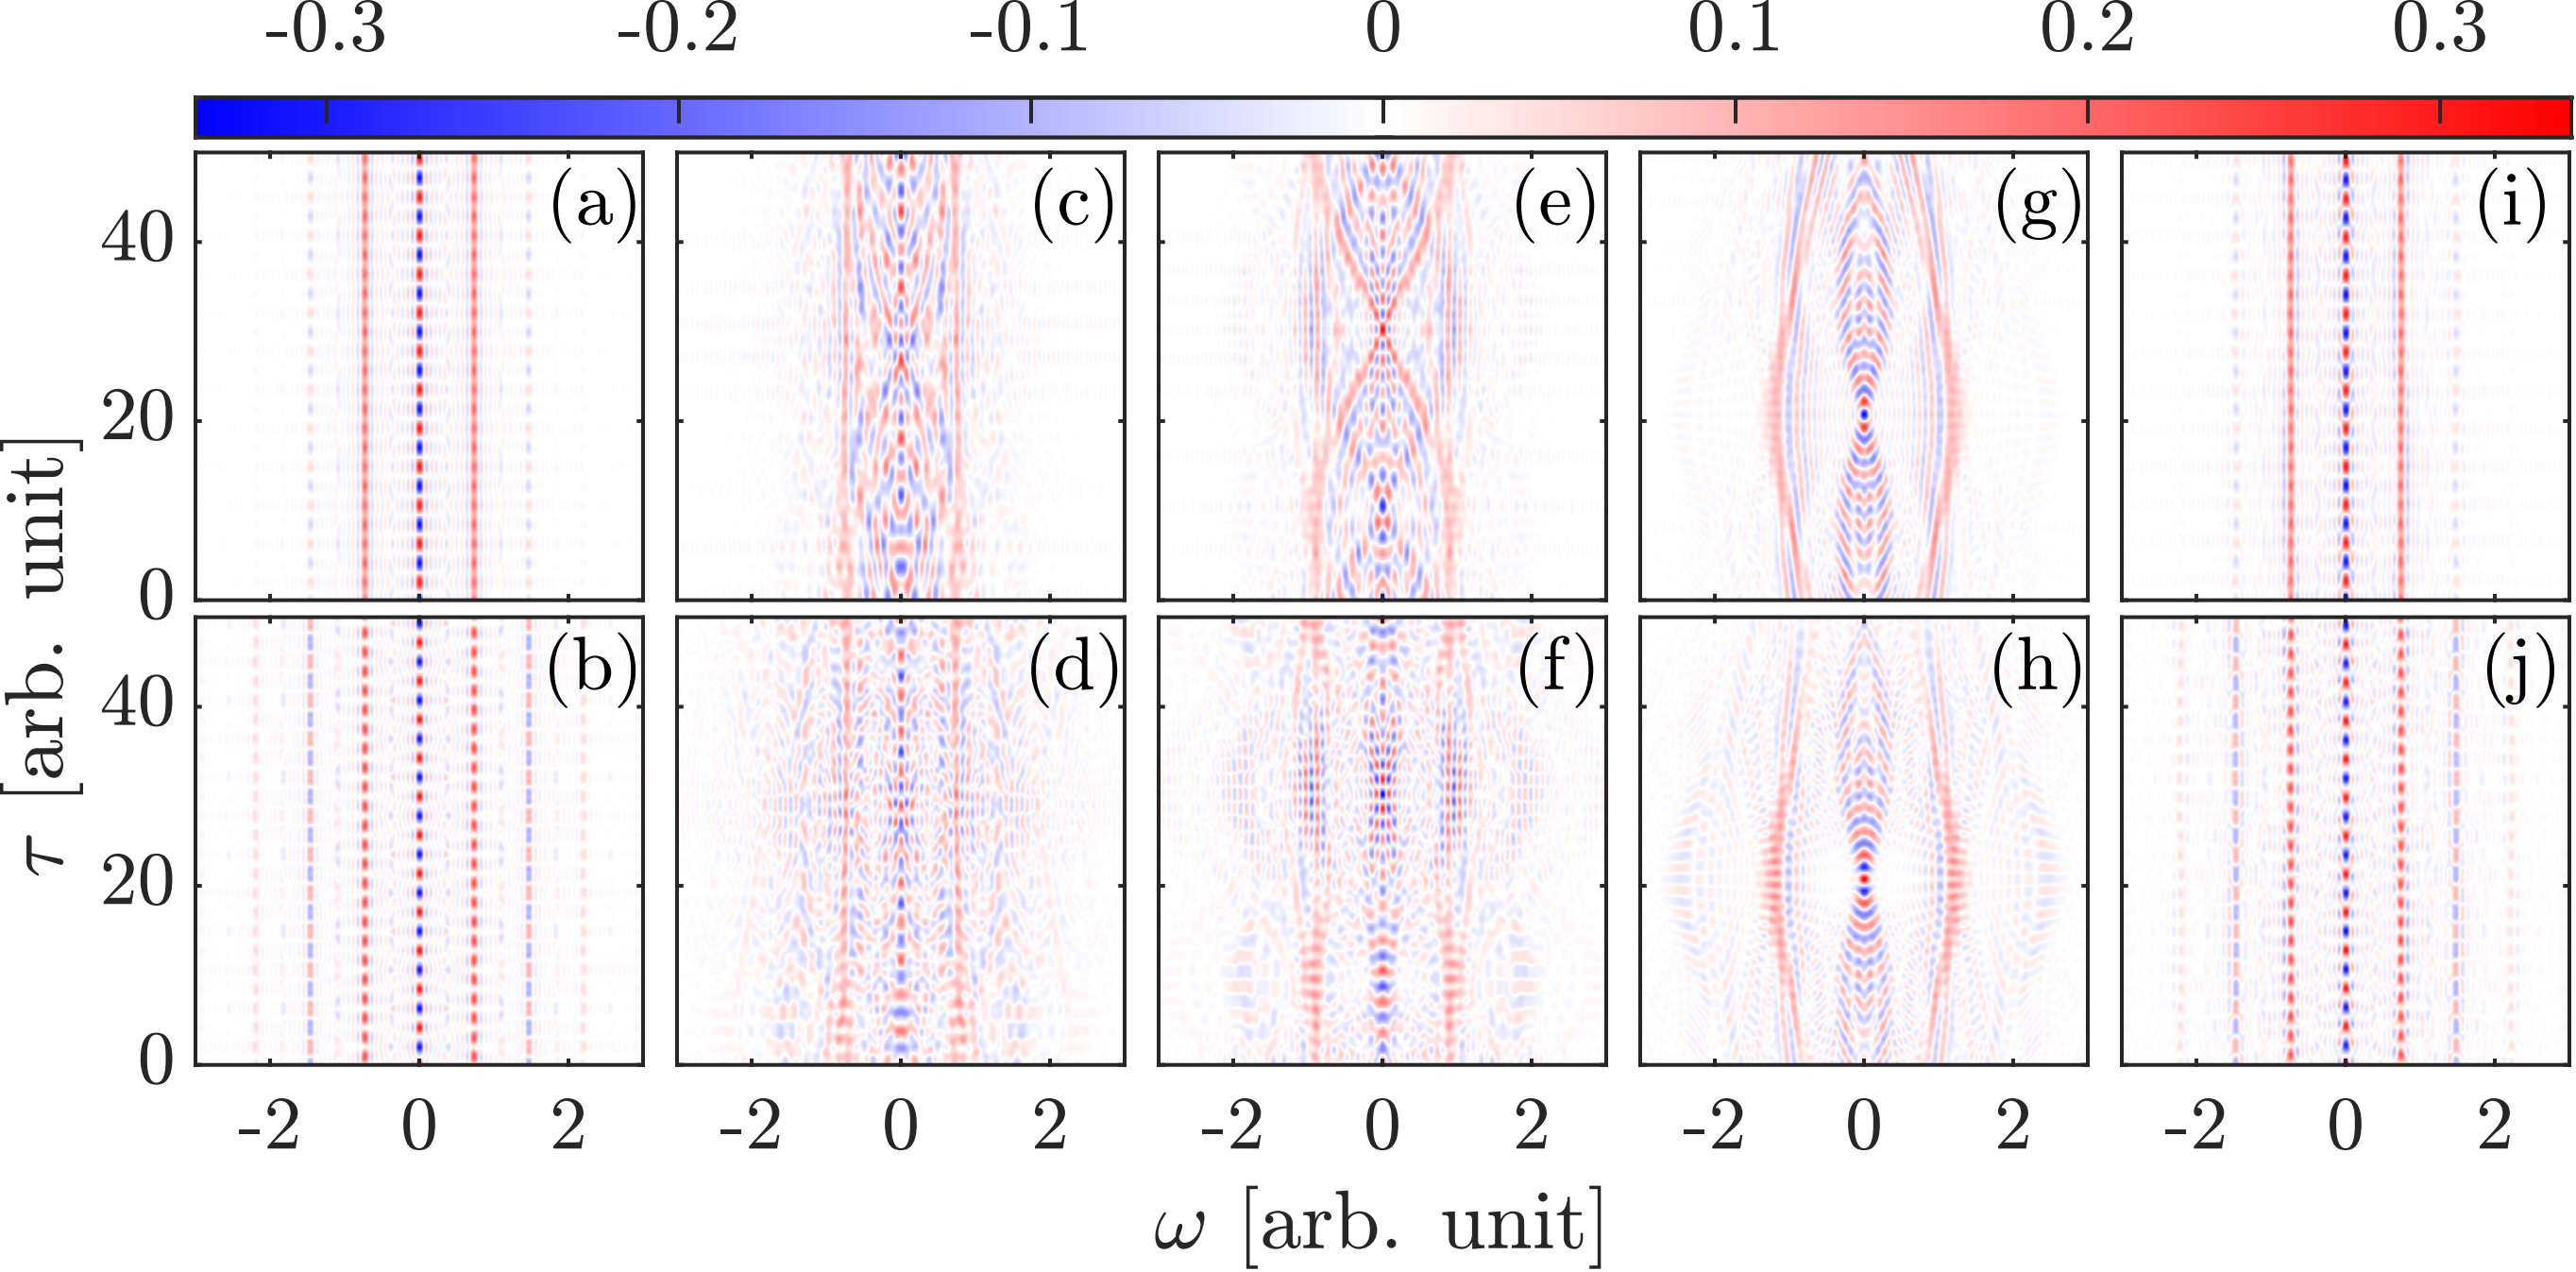 -0.3 -0.2 -0.1 0 0.1 0.2 0.3
(a) (c) (e) (g) (i)
40
20
0
(b) (d) (f) (h) (j)
40
20
0
τ [arb. unit]
-2 0 2 -2 0 2 -2 0 2 -2 0 2 -2 0 2
ω [arb. unit]